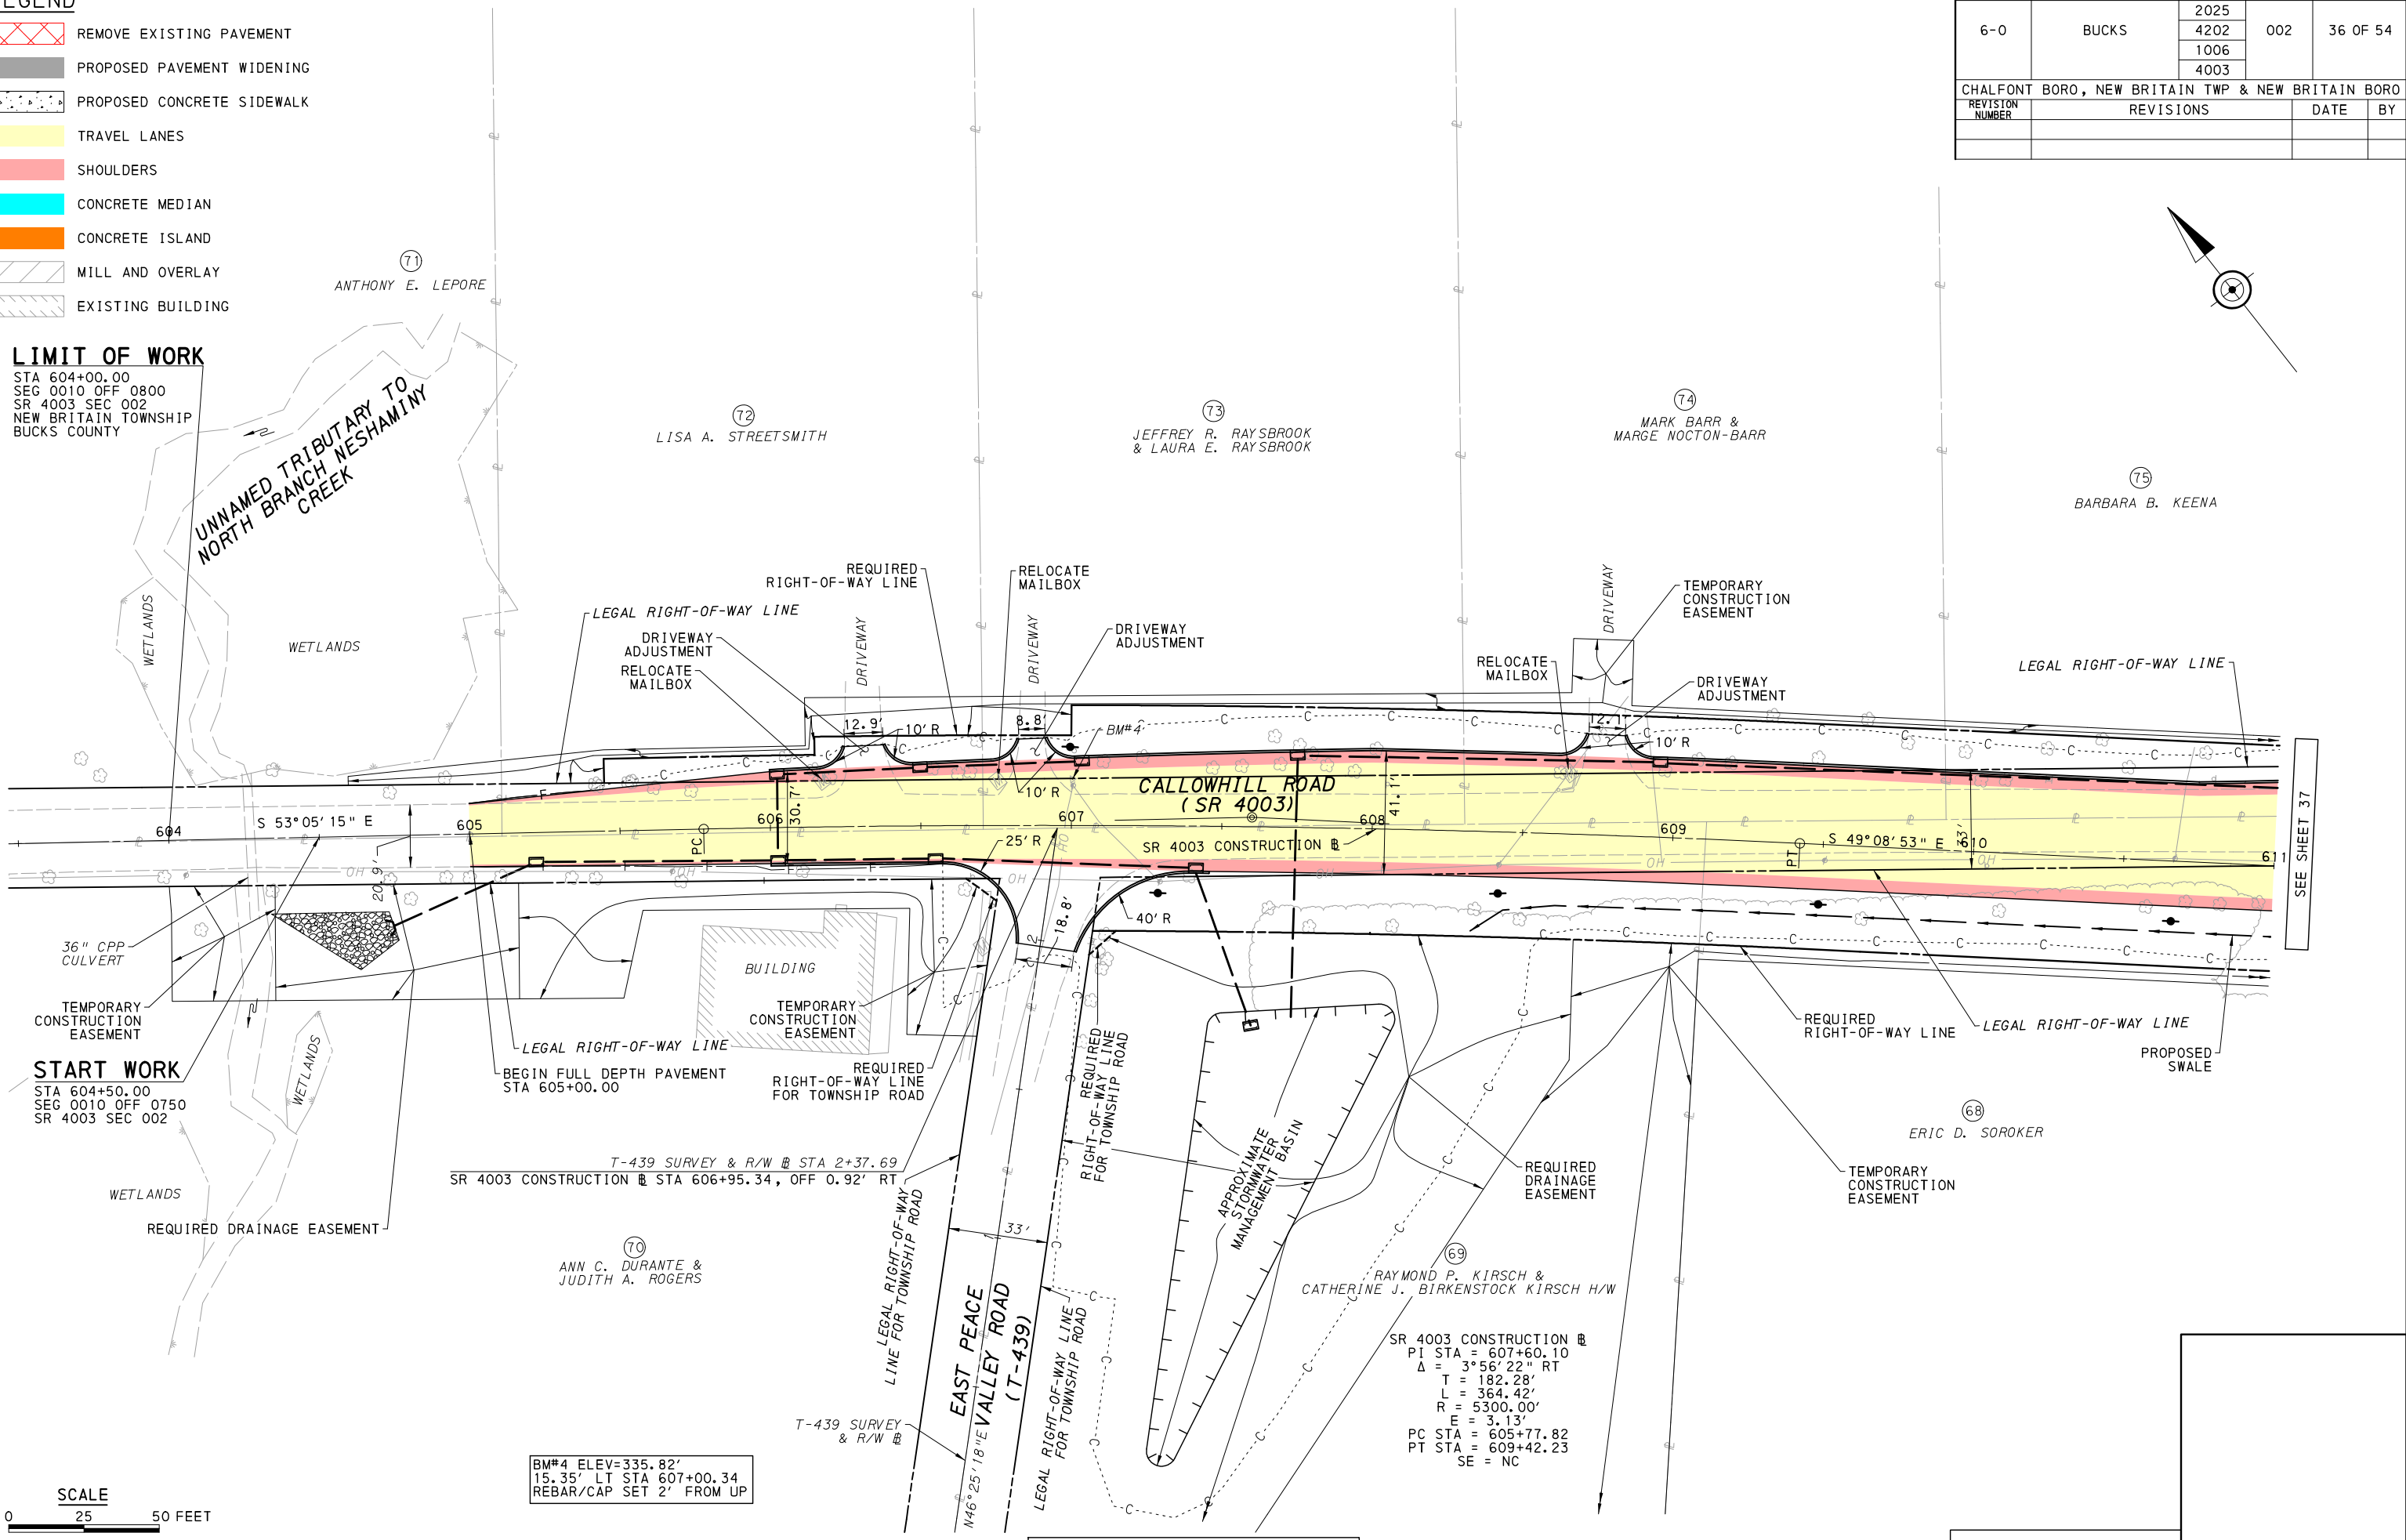 LEGEND
REMOVE EXISTING PAVEMENT
PROPOSED PAVEMENT WIDENING
PROPOSED CONCRETE SIDEWALK
TRAVEL LANES
SHOULDERS
CONCRETE MEDIAN
CONCRETE ISLAND
MILL AND OVERLAY
EXISTING BUILDING
6-0
BUCKS
2025
4202
1006
4003
002
36 OF 54
CHALFONT BORO, NEW BRITAIN TWP & NEW BRITAIN BORO
REVISION NUMBER
REVISIONS
DATE
BY
LIMIT OF WORK
STA 604+00.00
SEG 0010 OFF 0800
SR 4003 SEC 002
NEW BRITAIN TOWNSHIP
BUCKS COUNTY
71
ANTHONY E. LEPORE
UNNAMED TRIBUTARY TO
NORTH BRANCH NESHAMINY
CREEK
72
LISA A. STREETSMITH
73
JEFFREY R. RAYSBROOK
& LAURA E. RAYSBROOK
74
MARK BARR &
MARGE NOCTON-BARR
75
BARBARA B. KEENA
WETLANDS
WETLANDS
LEGAL RIGHT-OF-WAY LINE
REQUIRED
RIGHT-OF-WAY LINE
RELOCATE
MAILBOX
DRIVEWAY
ADJUSTMENT
RELOCATE
MAILBOX
DRIVEWAY
DRIVEWAY
DRIVEWAY
ADJUSTMENT
RELOCATE
MAILBOX
DRIVEWAY
TEMPORARY
CONSTRUCTION
EASEMENT
DRIVEWAY
ADJUSTMENT
LEGAL RIGHT-OF-WAY LINE
12.9'
10' R
8.8'
BM#4
10' R
12.1'
10' R
CALLOWHILL ROAD
(SR 4003)
30.7'
41.1'
33'
604
S 53°05'15" E
605
PC
606
607
608
609
PT
S 49°08'53" E
610
611
SEE SHEET 37
SR 4003 CONSTRUCTION ℄
25' R
20.9'
OH
OH
OH
OH
OH
OH
40' R
18.8'
2
36" CPP
CULVERT
TEMPORARY
CONSTRUCTION
EASEMENT
START WORK
STA 604+50.00
SEG 0010 OFF 0750
SR 4003 SEC 002
WETLANDS
WETLANDS
REQUIRED DRAINAGE EASEMENT
LEGAL RIGHT-OF-WAY LINE
BEGIN FULL DEPTH PAVEMENT
STA 605+00.00
BUILDING
TEMPORARY
CONSTRUCTION
EASEMENT
REQUIRED
RIGHT-OF-WAY LINE
FOR TOWNSHIP ROAD
T-439 SURVEY & R/W ℄ STA 2+37.69
SR 4003 CONSTRUCTION ℄ STA 606+95.34, OFF 0.92' RT
REQUIRED
RIGHT-OF-WAY LINE
FOR TOWNSHIP ROAD
LEGAL RIGHT-OF-WAY
LINE FOR TOWNSHIP ROAD
33'
1
EAST PEACE
VALLEY ROAD
(T-439)
N46°25'18"E
LEGAL RIGHT-OF-WAY LINE
FOR TOWNSHIP ROAD
T-439 SURVEY
& R/W ℄
70
ANN C. DURANTE &
JUDITH A. ROGERS
APPROXIMATE
STORMWATER
MANAGEMENT BASIN
REQUIRED
DRAINAGE
EASEMENT
REQUIRED
RIGHT-OF-WAY LINE
LEGAL RIGHT-OF-WAY LINE
PROPOSED
SWALE
68
ERIC D. SOROKER
TEMPORARY
CONSTRUCTION
EASEMENT
69
RAYMOND P. KIRSCH &
CATHERINE J. BIRKENSTOCK KIRSCH H/W
SR 4003 CONSTRUCTION ℄
PI STA = 607+60.10
Δ = 3°56'22" RT
T = 182.28'
L = 364.42'
R = 5300.00'
E = 3.13'
PC STA = 605+77.82
PT STA = 609+42.23
SE = NC
BM#4 ELEV=335.82'
15.35' LT STA 607+00.34
REBAR/CAP SET 2' FROM UP
SCALE
0 25 50 FEET